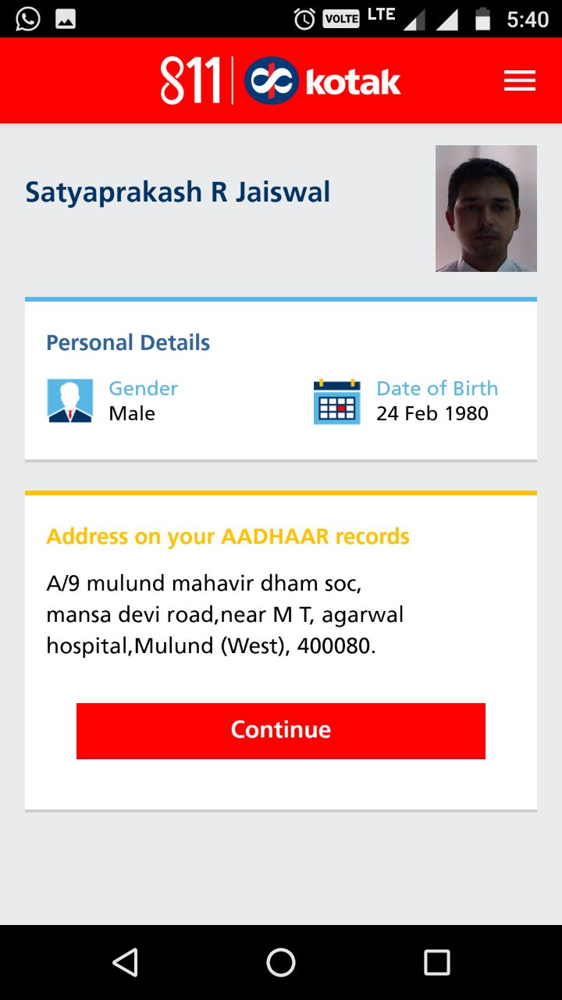 VOLTE LTE 5:40
811 kotak
Satyaprakash R Jaiswal
Personal Details
Gender
Male
Date of Birth
24 Feb 1980
Address on your AADHAAR records
A/9 mulund mahavir dham soc,
mansa devi road,near M T, agarwal
hospital,Mulund (West), 400080.
Continue